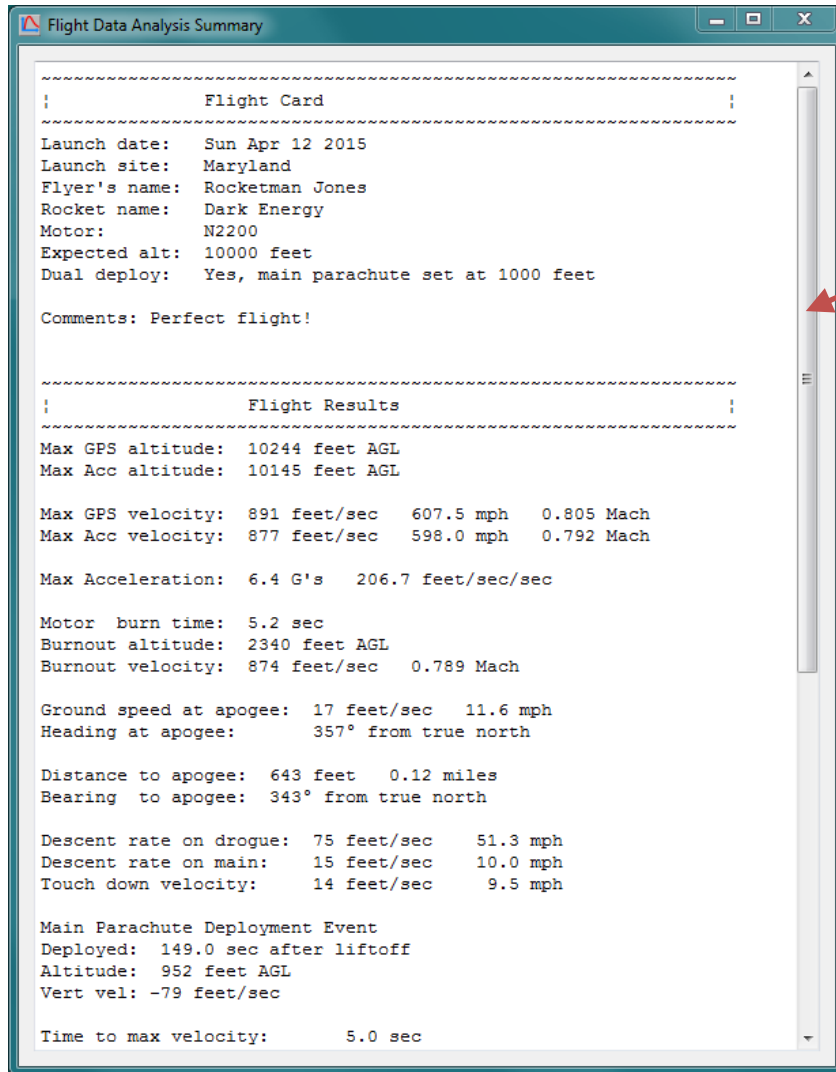 Flight Data Analysis Summary
~~~~~~~~~~~~~~~~~~~~~~~~~~~~~~~~~~~~~~~~~~~~~~~~~~~~~~~~~~~~~~~~
¦ Flight Card ¦
~~~~~~~~~~~~~~~~~~~~~~~~~~~~~~~~~~~~~~~~~~~~~~~~~~~~~~~~~~~~~~~~
Launch date: Sun Apr 12 2015
Launch site: Maryland
Flyer's name: Rocketman Jones
Rocket name: Dark Energy
Motor: N2200
Expected alt: 10000 feet
Dual deploy: Yes, main parachute set at 1000 feet
Comments: Perfect flight!
~~~~~~~~~~~~~~~~~~~~~~~~~~~~~~~~~~~~~~~~~~~~~~~~~~~~~~~~~~~~~~~~
¦ Flight Results ¦
~~~~~~~~~~~~~~~~~~~~~~~~~~~~~~~~~~~~~~~~~~~~~~~~~~~~~~~~~~~~~~~~
Max GPS altitude: 10244 feet AGL
Max Acc altitude: 10145 feet AGL
Max GPS velocity: 891 feet/sec 607.5 mph 0.805 Mach
Max Acc velocity: 877 feet/sec 598.0 mph 0.792 Mach
Max Acceleration: 6.4 G's 206.7 feet/sec/sec
Motor burn time: 5.2 sec
Burnout altitude: 2340 feet AGL
Burnout velocity: 874 feet/sec 0.789 Mach
Ground speed at apogee: 17 feet/sec 11.6 mph
Heading at apogee: 357° from true north
Distance to apogee: 643 feet 0.12 miles
Bearing to apogee: 343° from true north
Descent rate on drogue: 75 feet/sec 51.3 mph
Descent rate on main: 15 feet/sec 10.0 mph
Touch down velocity: 14 feet/sec 9.5 mph
Main Parachute Deployment Event
Deployed: 149.0 sec after liftoff
Altitude: 952 feet AGL
Vert vel: -79 feet/sec
Time to max velocity: 5.0 sec